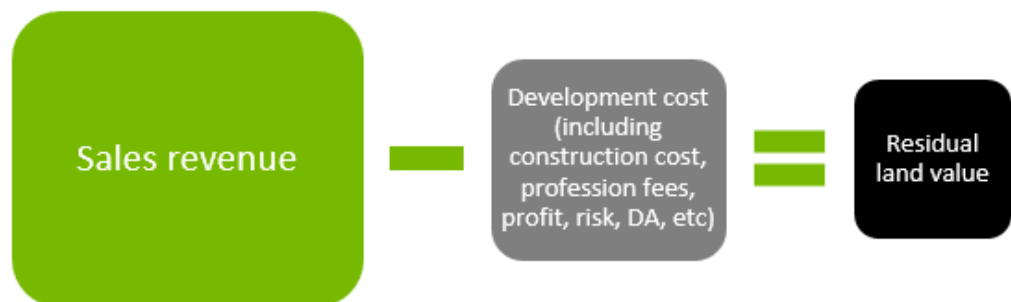 Sales revenue
Development cost
(including
construction cost,
profession fees,
profit, risk, DA, etc)
Residual
land value